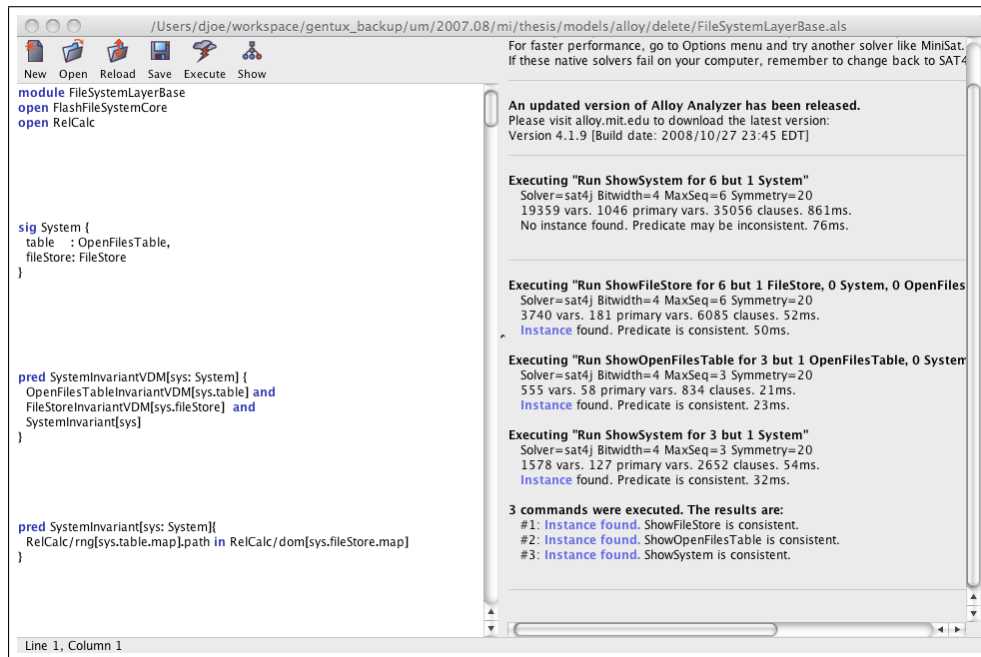 /Users/djoe/workspace/gentux_backup/um/2007.08/mi/thesis/models/alloy/delete/FileSystemLayerBase.als
New Open Reload Save Execute Show
module FileSystemLayerBase
open FlashFileSystemCore
open RelCalc
sig System {
table : OpenFilesTable,
fileStore: FileStore
}
pred SystemInvariantVDM[sys: System] {
OpenFilesTableInvariantVDM[sys.table] and
FileStoreInvariantVDM[sys.fileStore] and
SystemInvariant[sys]
}
pred SystemInvariant[sys: System]{
RelCalc/rng[sys.table.map].path in RelCalc/dom[sys.fileStore.map]
}
For faster performance, go to Options menu and try another solver like MiniSat.
If these native solvers fail on your computer, remember to change back to SAT4
An updated version of Alloy Analyzer has been released.
Please visit alloy.mit.edu to download the latest version:
Version 4.1.9 [Build date: 2008/10/27 23:45 EDT]
Executing "Run ShowSystem for 6 but 1 System"
Solver=sat4j Bitwidth=4 MaxSeq=6 Symmetry=20
19359 vars. 1046 primary vars. 35056 clauses. 861ms.
No instance found. Predicate may be inconsistent. 76ms.
Executing "Run ShowFileStore for 6 but 1 FileStore, 0 System, 0 OpenFiles
Solver=sat4j Bitwidth=4 MaxSeq=6 Symmetry=20
3740 vars. 181 primary vars. 6085 clauses. 52ms.
Instance found. Predicate is consistent. 50ms.
Executing "Run ShowOpenFilesTable for 3 but 1 OpenFilesTable, 0 System
Solver=sat4j Bitwidth=4 MaxSeq=3 Symmetry=20
555 vars. 58 primary vars. 834 clauses. 21ms.
Instance found. Predicate is consistent. 23ms.
Executing "Run ShowSystem for 3 but 1 System"
Solver=sat4j Bitwidth=4 MaxSeq=3 Symmetry=20
1578 vars. 127 primary vars. 2652 clauses. 54ms.
Instance found. Predicate is consistent. 32ms.
3 commands were executed. The results are:
#1: Instance found. ShowFileStore is consistent.
#2: Instance found. ShowOpenFilesTable is consistent.
#3: Instance found. ShowSystem is consistent.
Line 1, Column 1